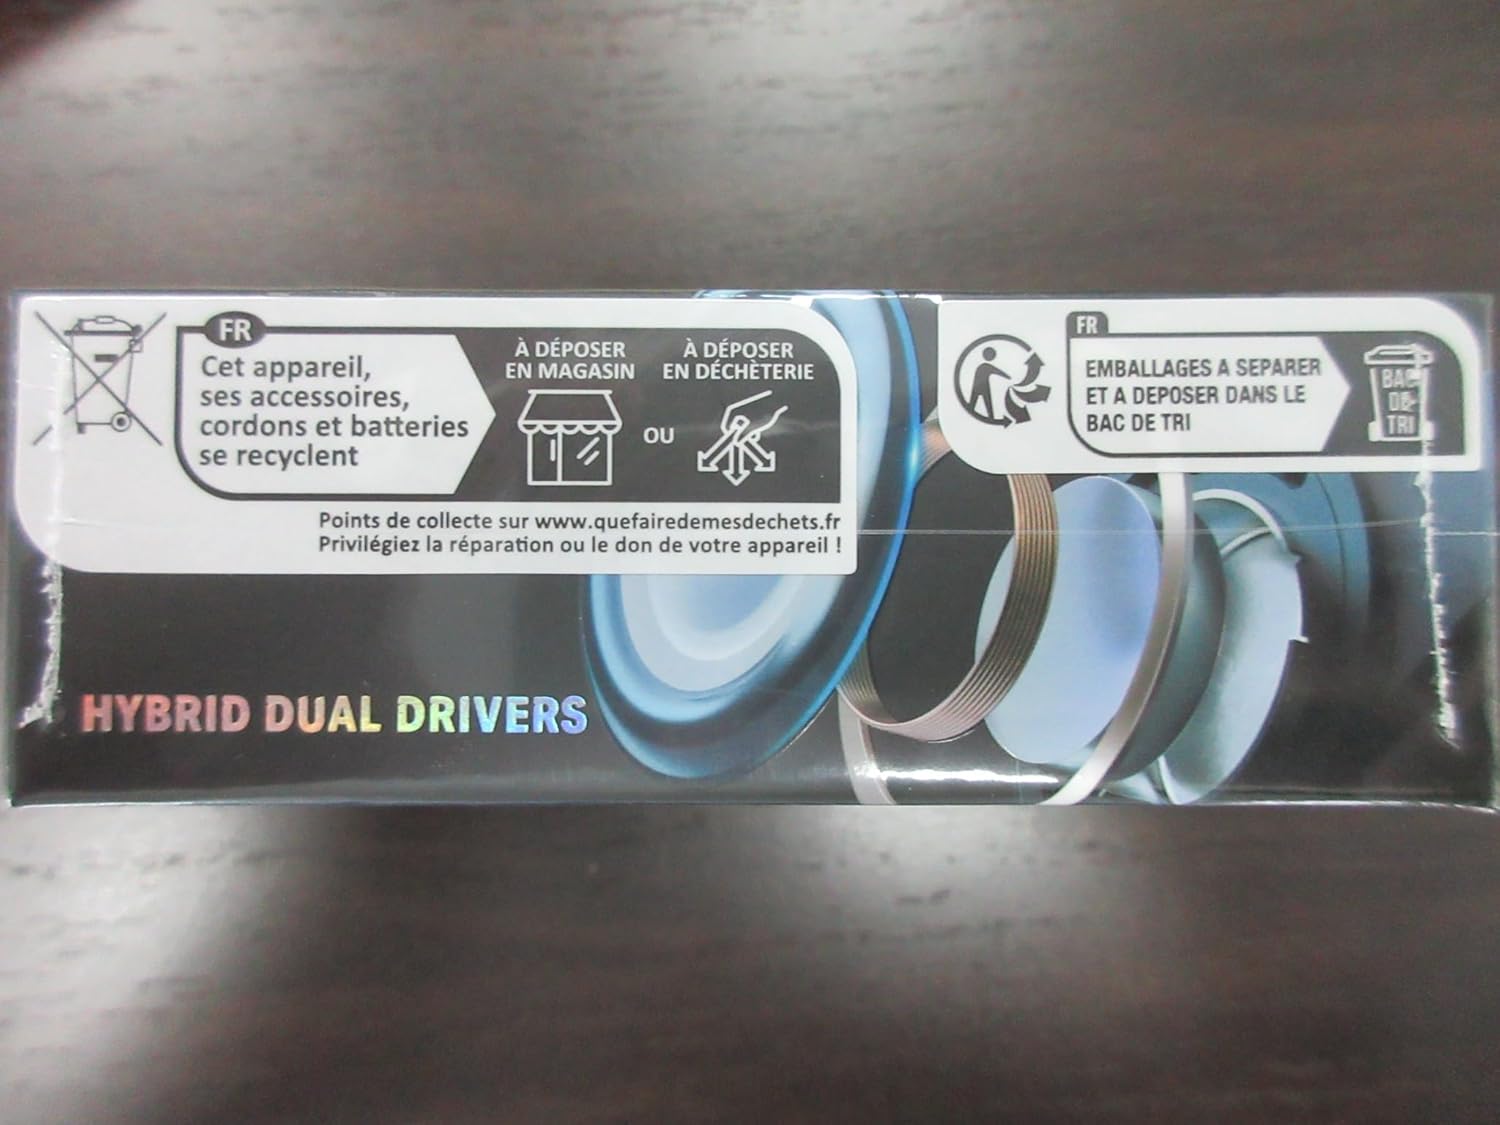 FR
Cet appareil,
ses accessoires,
cordons et batteries
se recyclent
À DÉPOSER
EN MAGASIN
OU
À DÉPOSER
EN DÉCHÈTERIE
Points de collecte sur www.quefairedemesdechets.fr
Privilégiez la réparation ou le don de votre appareil !
FR
EMBALLAGES A SEPARER
ET A DEPOSER DANS LE
BAC DE TRI
BAC
DE
TRI
HYBRID DUAL DRIVERS